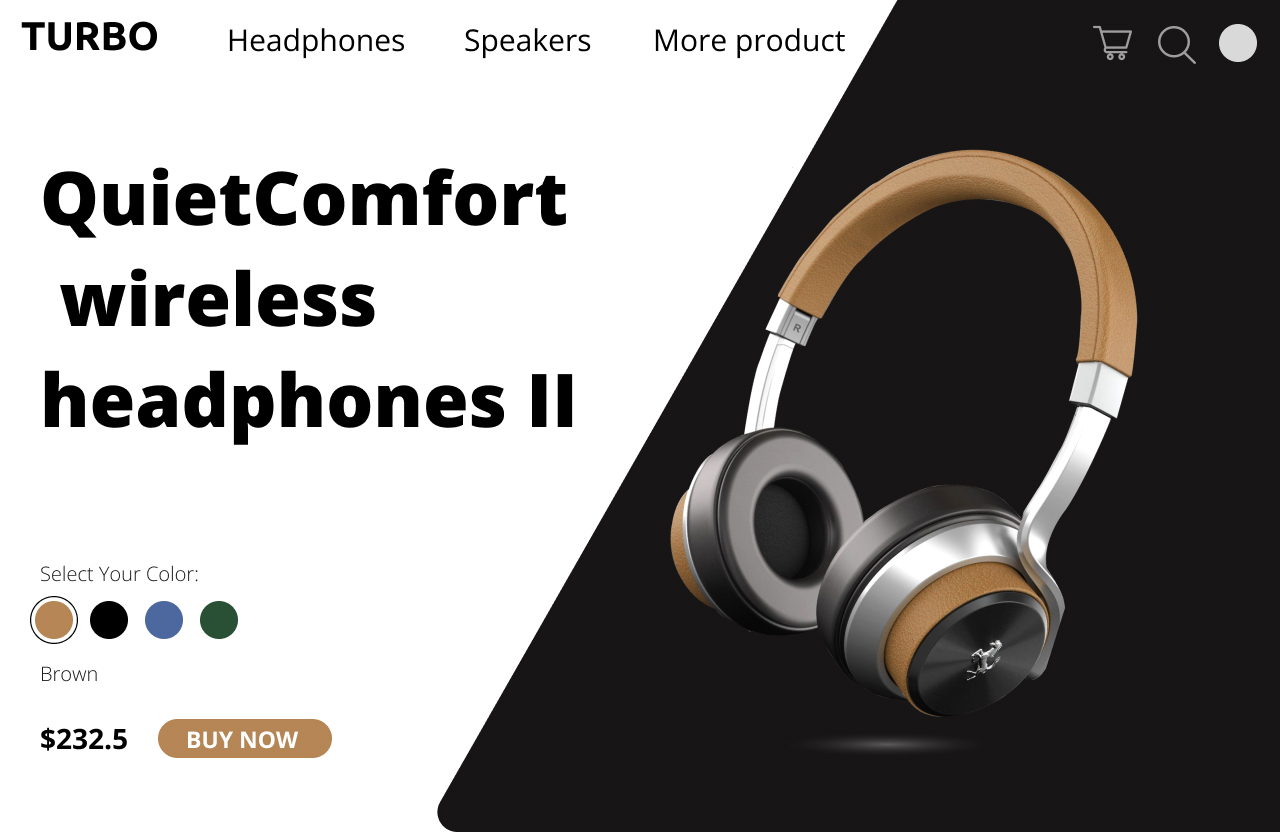 TURBO Headphones Speakers More product
QuietComfort
wireless
headphones II
R
Select Your Color:
Brown
$232.5 BUY NOW